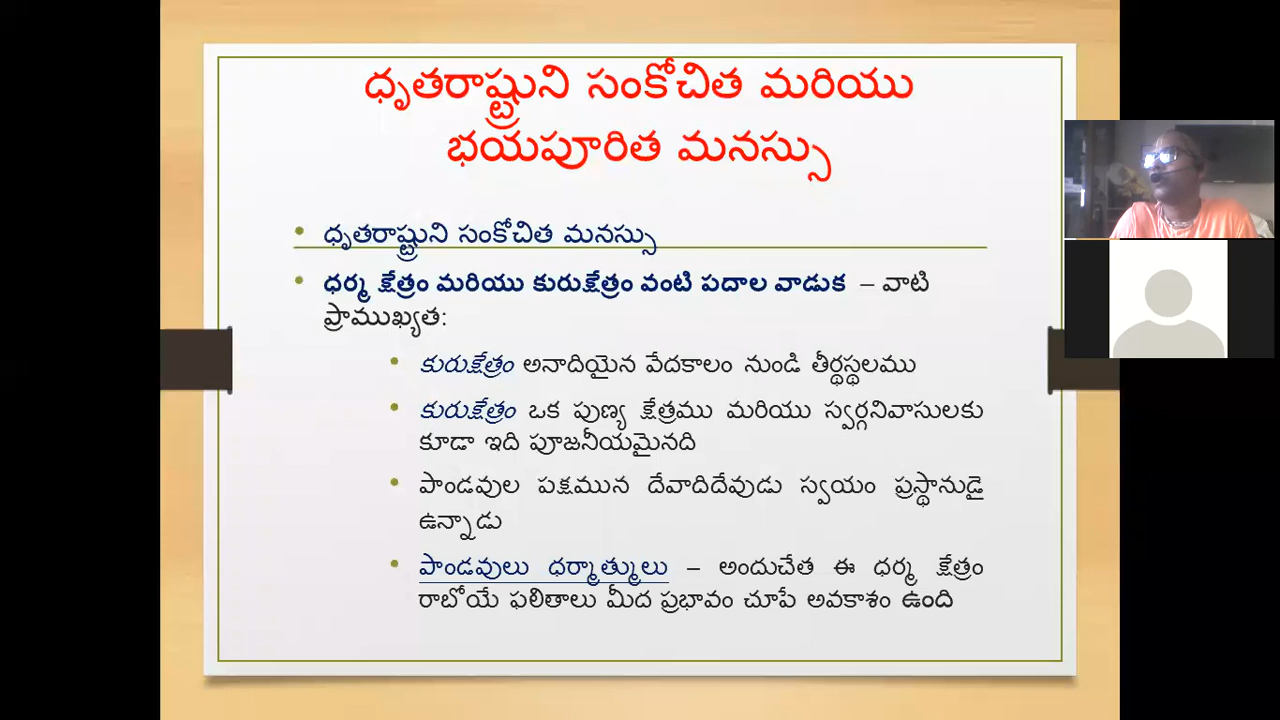 ధృతరాష్ట్రుని సంకోచిత మరియు
భయపూరిత మనస్సు
• ధృతరాష్ట్రుని సంకోచిత మనస్సు
• ధర్మ క్షేత్రం మరియు కురుక్షేత్రం వంటి పదాల వాడుక – వాటి
ప్రాముఖ్యత:
• కురుక్షేత్రం అనాదియైన వేదకాలం నుండి తీర్థస్థలము
• కురుక్షేత్రం ఒక పుణ్య క్షేత్రము మరియు స్వర్గనివాసులకు
కూడా ఇది పూజనీయమైనది
• పాండవుల పక్షమున దేవాదిదేవుడు స్వయం ప్రస్థానుడై
ఉన్నాడు
• పాండవులు ధర్మాత్ములు – అందుచేత ఈ ధర్మ క్షేత్రం
రాబోయే ఫలితాలు మీద ప్రభావం చూపే అవకాశం ఉంది